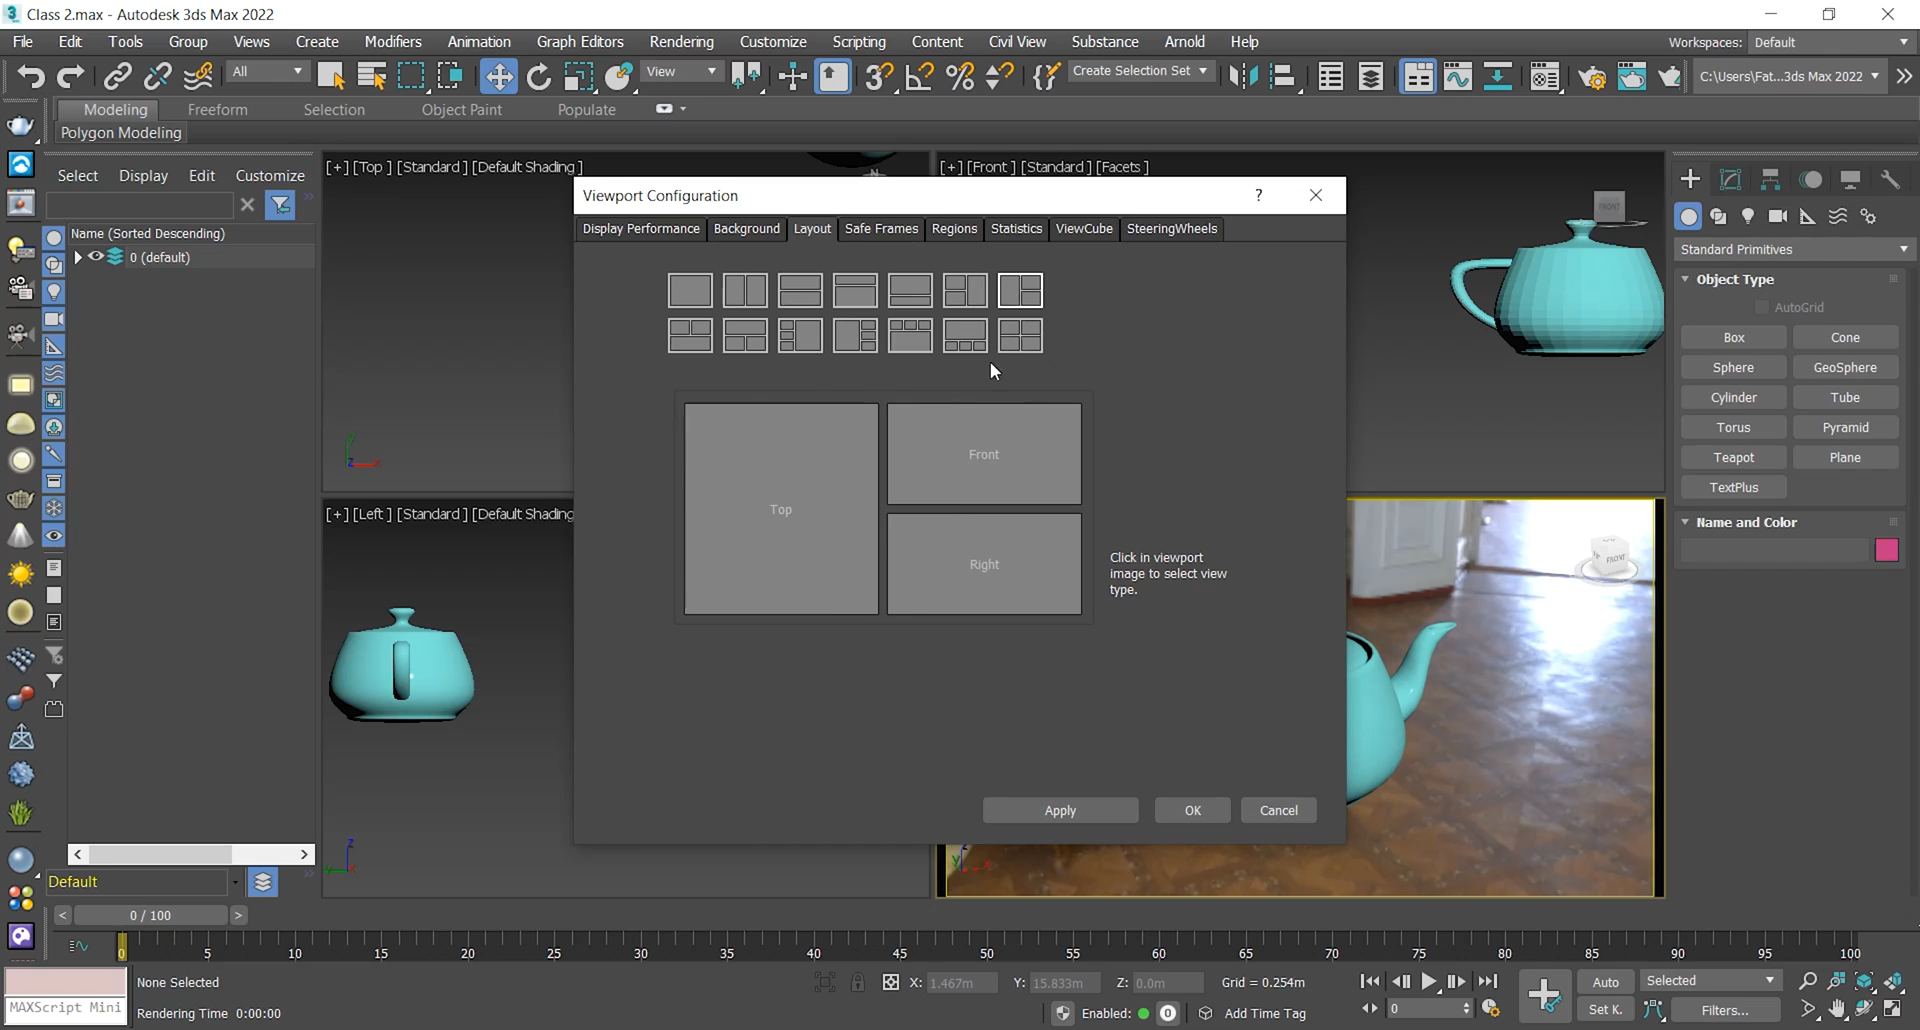 Class 2.max - Autodesk 3ds Max 2022
File Edit Tools Group Views Create Modifiers Animation Graph Editors Rendering Customize Scripting Content Civil View Substance Arnold Help Workspaces: Default
All View Create Selection Set C:\Users\Fat...3ds Max 2022
Modeling Freeform Selection Object Paint Populate
Polygon Modeling
Select Display Edit Customize
Name (Sorted Descending)
0 (default)
[+] [Top ] [Standard ] [Default Shading ]
[+] [Front ] [Standard ] [Facets ]
FRONT
[+] [Left ] [Standard ] [Default Shading
FRONT
Viewport Configuration
Display Performance Background Layout Safe Frames Regions Statistics ViewCube SteeringWheels
Top
Front
Right
Click in viewport
image to select view
type.
Apply OK Cancel
Standard Primitives
Object Type
AutoGrid
Box Cone
Sphere GeoSphere
Cylinder Tube
Torus Pyramid
Teapot Plane
TextPlus
Name and Color
Default
0 / 100
0 5 10 15 20 25 30 35 40 45 50 55 60 65 70 75 80 85 90 95 100
None Selected X: 1.467m Y: 15.833m Z: 0.0m Grid = 0.254m Auto Selected
MAXScript Mini Rendering Time 0:00:00 Enabled: 0 Add Time Tag 0 Set K. Filters...